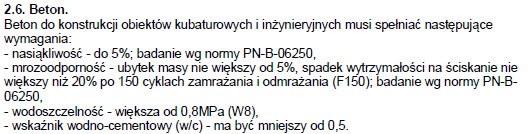 2.6. Beton.
Beton do konstrukcji obiektów kubaturowych i inżynieryjnych musi spełniać następujące
wymagania:
- nasiąkliwość - do 5%; badanie wg normy PN-B-06250,
- mrozoodporność - ubytek masy nie większy od 5%, spadek wytrzymałości na ściskanie nie
większy niż 20% po 150 cyklach zamrażania i odmrażania (F150); badanie wg normy PN-B-
06250,
- wodoszczelność - większa od 0,8MPa (W8),
- wskaźnik wodno-cementowy (w/c) - ma być mniejszy od 0,5.